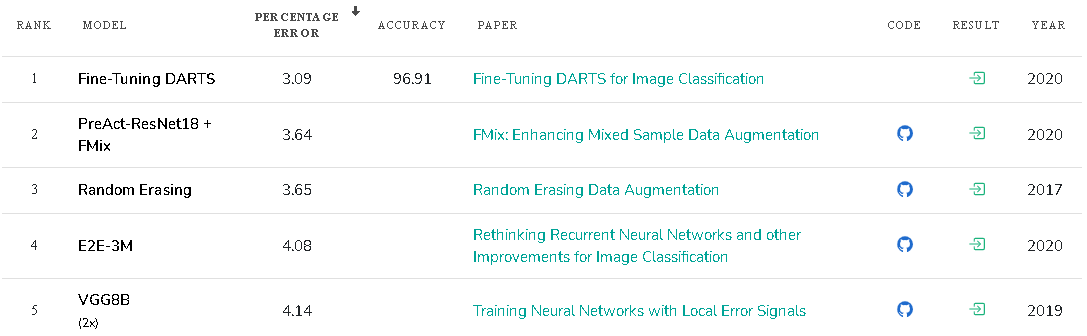 RANK MODEL PERCENTAGE ERROR ACCURACY PAPER CODE RESULT YEAR
1 Fine-Tuning DARTS 3.09 96.91 Fine-Tuning DARTS for Image Classification 2020
2 PreAct-ResNet18 + FMix 3.64 FMix: Enhancing Mixed Sample Data Augmentation 2020
3 Random Erasing 3.65 Random Erasing Data Augmentation 2017
4 E2E-3M 4.08 Rethinking Recurrent Neural Networks and other Improvements for Image Classification 2020
5 VGG8B (2x) 4.14 Training Neural Networks with Local Error Signals 2019